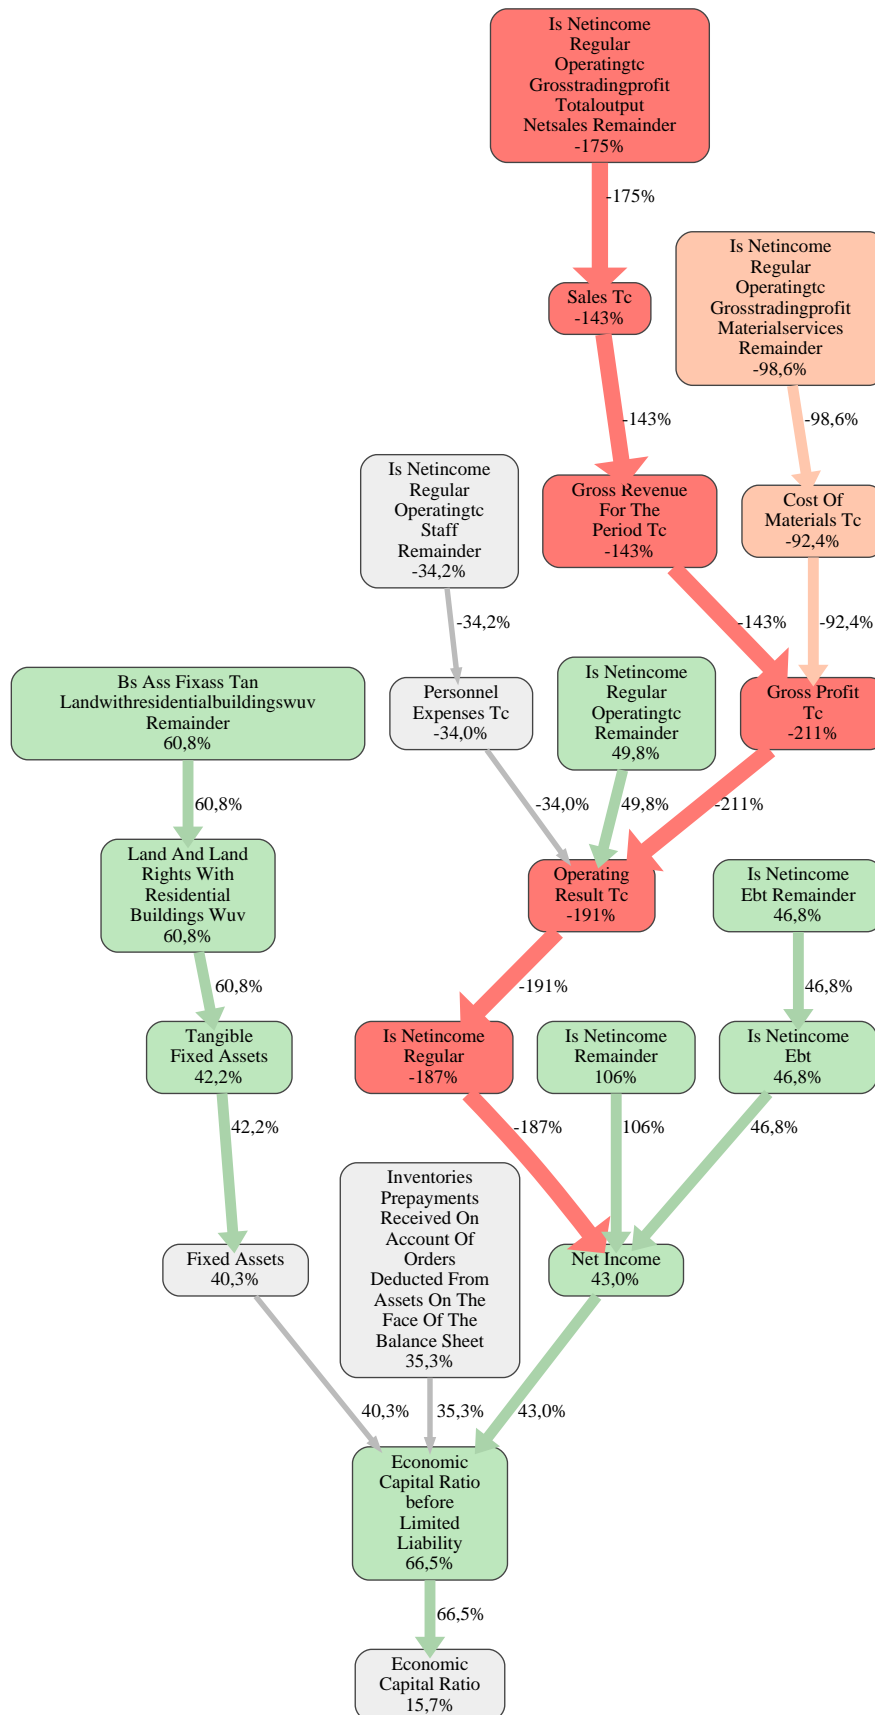 Is Netincome
Regular
Operatingtc
Grosstradingprofit
Totaloutput
Netsales Remainder
-175%
-175%
Is Netincome
Regular
Operatingtc
Grosstradingprofit
Materialservices
Remainder
-98,6%
Sales Tc
-143%
-143%
-98,6%
Is Netincome
Regular
Operatingtc
Staff
Remainder
-34,2%
Gross Revenue
For The
Period Tc
-143%
Cost Of
Materials Tc
-92,4%
-34,2%
-143%
-92,4%
Bs Ass Fixass Tan
Landwithresidentialbuildingswuv
Remainder
60,8%
Personnel
Expenses Tc
-34,0%
Is Netincome
Regular
Operatingtc
Remainder
49,8%
Gross Profit
Tc
-211%
60,8%
-34,0%
49,8%
-211%
Land And Land
Rights With
Residential
Buildings Wuv
60,8%
Operating
Result Tc
-191%
Is Netincome
Ebt Remainder
46,8%
60,8%
-191%
46,8%
Tangible
Fixed Assets
42,2%
Is Netincome
Regular
-187%
Is Netincome
Remainder
106%
Is Netincome
Ebt
46,8%
42,2%
-187%
106%
46,8%
Inventories
Prepayments
Received On
Account Of
Orders
Deducted From
Assets On The
Face Of The
Balance Sheet
35,3%
Fixed Assets
40,3%
Net Income
43,0%
40,3%
35,3%
43,0%
Economic
Capital Ratio
before
Limited
Liability
66,5%
66,5%
Economic
Capital Ratio
15,7%